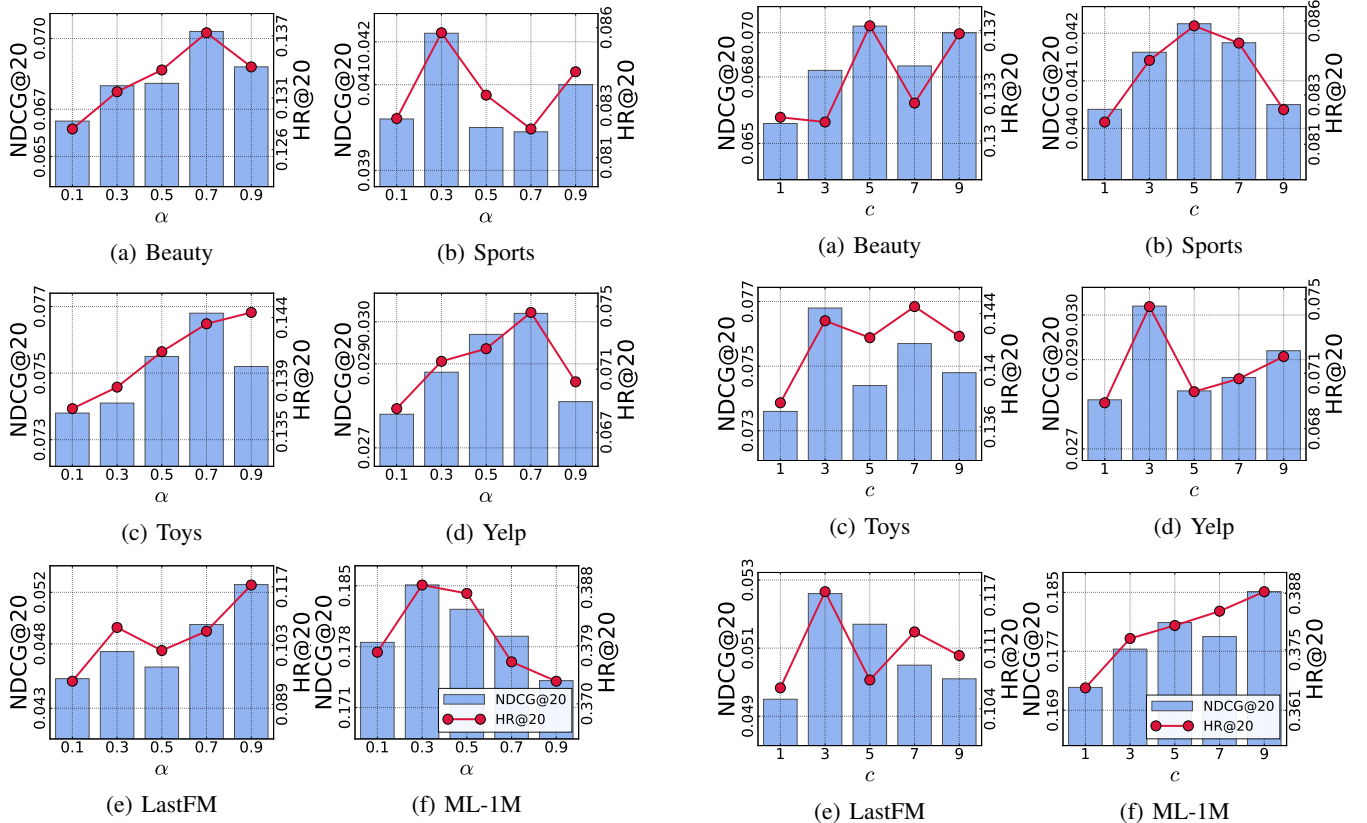 NDCG@20
0.070
0.067
0.065
0.137
0.131
0.126
HR@20
0.1 0.3 0.5 0.7 0.9
α
(a) Beauty
NDCG@20
0.042
0.0410
0.039
0.086
0.083
0.081
HR@20
0.1 0.3 0.5 0.7 0.9
α
(b) Sports
NDCG@20
0.070
0.068
0.065
0.137
0.133
0.13
HR@20
1 3 5 7 9
c
(a) Beauty
NDCG@20
0.042
0.041
0.040
0.086
0.083
0.081
HR@20
1 3 5 7 9
c
(b) Sports
NDCG@20
0.077
0.075
0.073
0.144
0.139
0.135
HR@20
0.1 0.3 0.5 0.7 0.9
α
(c) Toys
NDCG@20
0.030
0.029
0.027
0.075
0.071
0.067
HR@20
0.1 0.3 0.5 0.7 0.9
α
(d) Yelp
NDCG@20
0.077
0.075
0.073
0.144
0.14
0.136
HR@20
1 3 5 7 9
c
(c) Toys
NDCG@20
0.030
0.029
0.027
0.075
0.071
0.068
HR@20
1 3 5 7 9
c
(d) Yelp
NDCG@20
0.052
0.048
0.043
0.117
0.103
0.089
HR@20
0.1 0.3 0.5 0.7 0.9
α
(e) LastFM
NDCG@20
0.185
0.178
0.171
0.388
0.379
0.370
HR@20
NDCG@20
HR@20
0.1 0.3 0.5 0.7 0.9
α
(f) ML-1M
NDCG@20
0.053
0.051
0.049
0.117
0.111
0.104
HR@20
1 3 5 7 9
c
(e) LastFM
NDCG@20
0.185
0.177
0.169
0.388
0.375
0.361
HR@20
NDCG@20
HR@20
1 3 5 7 9
c
(f) ML-1M